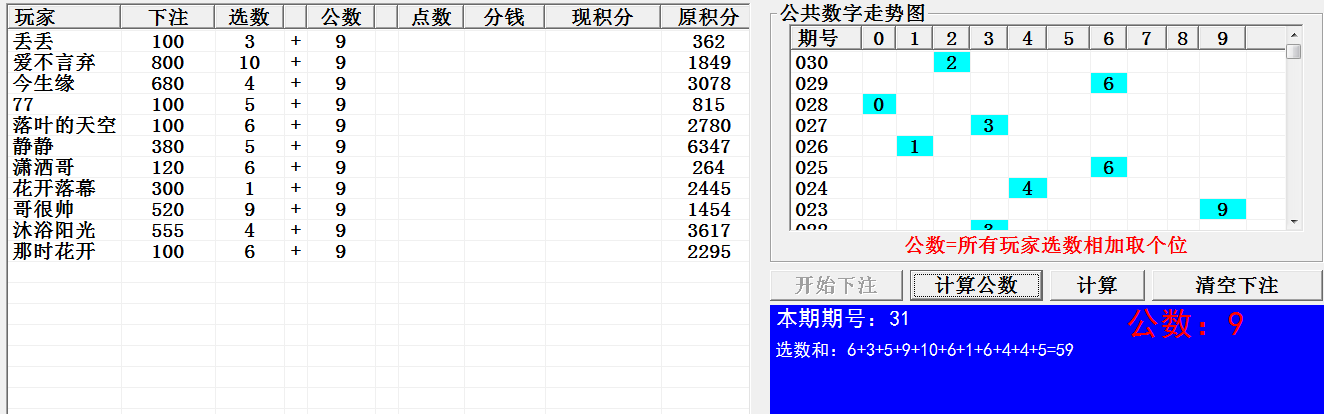 玩家 下注 选数 公数 点数 分钱 现积分 原积分
丢丢 100 3 + 9 362
爱不言弃 800 10 + 9 1849
今生缘 680 4 + 9 3078
77 100 5 + 9 815
落叶的天空 100 6 + 9 2780
静静 380 5 + 9 6347
潇洒哥 120 6 + 9 264
花开落幕 300 1 + 9 2445
哥很帅 520 9 + 9 1454
沐浴阳光 555 4 + 9 3617
那时花开 100 6 + 9 2295
公共数字走势图
期号 0 1 2 3 4 5 6 7 8 9
030 2
029 6
028 0
027 3
026 1
025 6
024 4
023 9
022 3
公数=所有玩家选数相加取个位
开始下注 计算公数 计算 清空下注
本期期号：31 公数：9
选数和：6+3+5+9+10+6+1+6+4+4+5=59